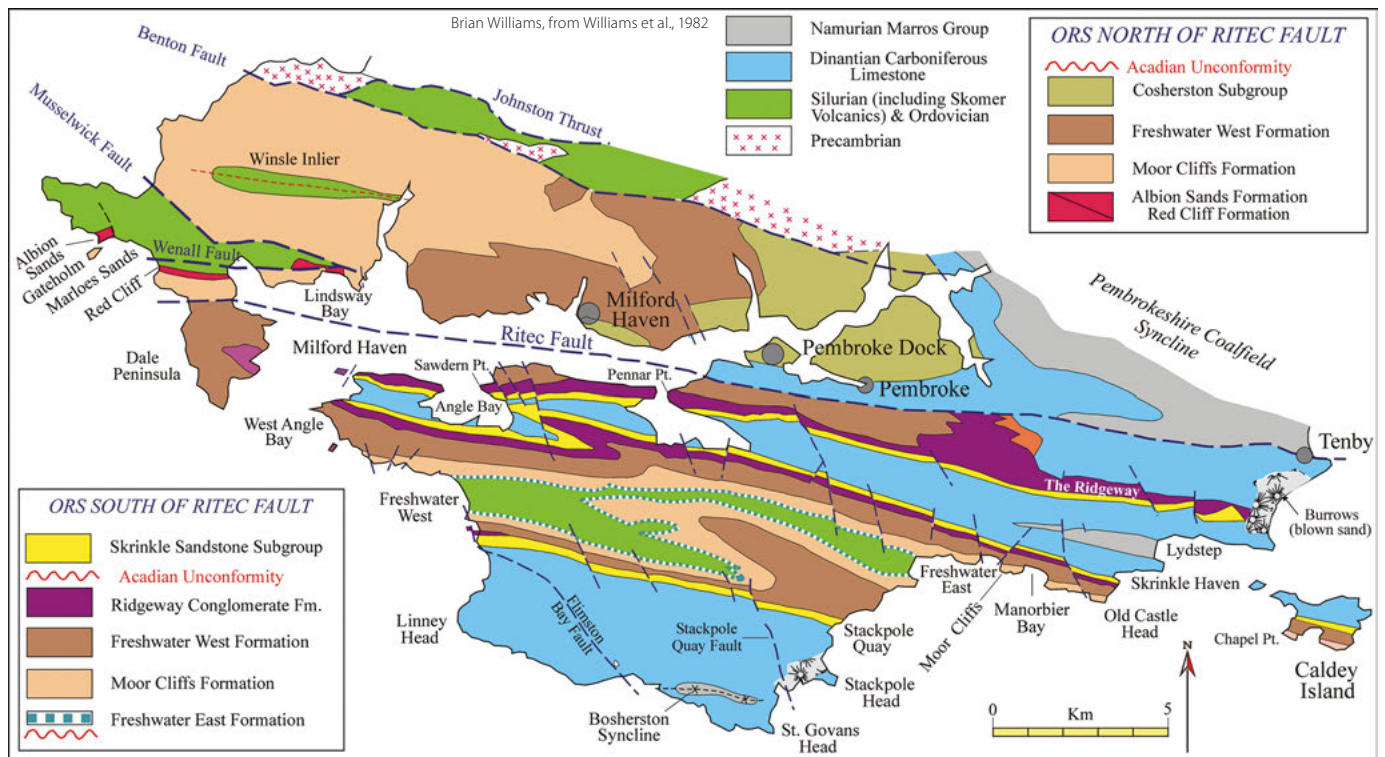 Brian Williams, from Williams et al., 1982
Namurian Marros Group
Dinantian Carboniferous
Limestone
Silurian (including Skomer
Volcanics) & Ordovician
Precambrian
ORS NORTH OF RITEC FAULT
Acadian Unconformity
Cosherston Subgroup
Freshwater West Formation
Moor Cliffs Formation
Albion Sands Formation
Red Cliff Formation
Benton Fault
Johnston Thrust
Musselwick Fault
Winsle Inlier
Albion
Sands
Gateholm
Marloes Sands
Red Cliff
Wenall Fault
Lindsway
Bay
Dale
Peninsula
Milford Haven
Ritec Fault
Milford
Haven
Pembroke Dock
Pembroke
Pembrokeshire Coalfield
Syncline
Sawdern Pt.
Pennar Pt.
Angle Bay
West Angle
Bay
Tenby
The Ridgeway
Burrows
(blown sand)
Freshwater
West
Lydstep
Freshwater
East
Skrinkle Haven
Moor Cliffs
Manorbier
Bay
Old Castle
Head
Linney
Head
Flimston
Bay Fault
Stackpole
Quay Fault
Stackpole
Quay
Stackpole
Head
Bosherston
Syncline
St. Govans
Head
Chapel Pt.
Caldey
Island
N
0
Km
5
ORS SOUTH OF RITEC FAULT
Skrinkle Sandstone Subgroup
Acadian Unconformity
Ridgeway Conglomerate Fm.
Freshwater West Formation
Moor Cliffs Formation
Freshwater East Formation